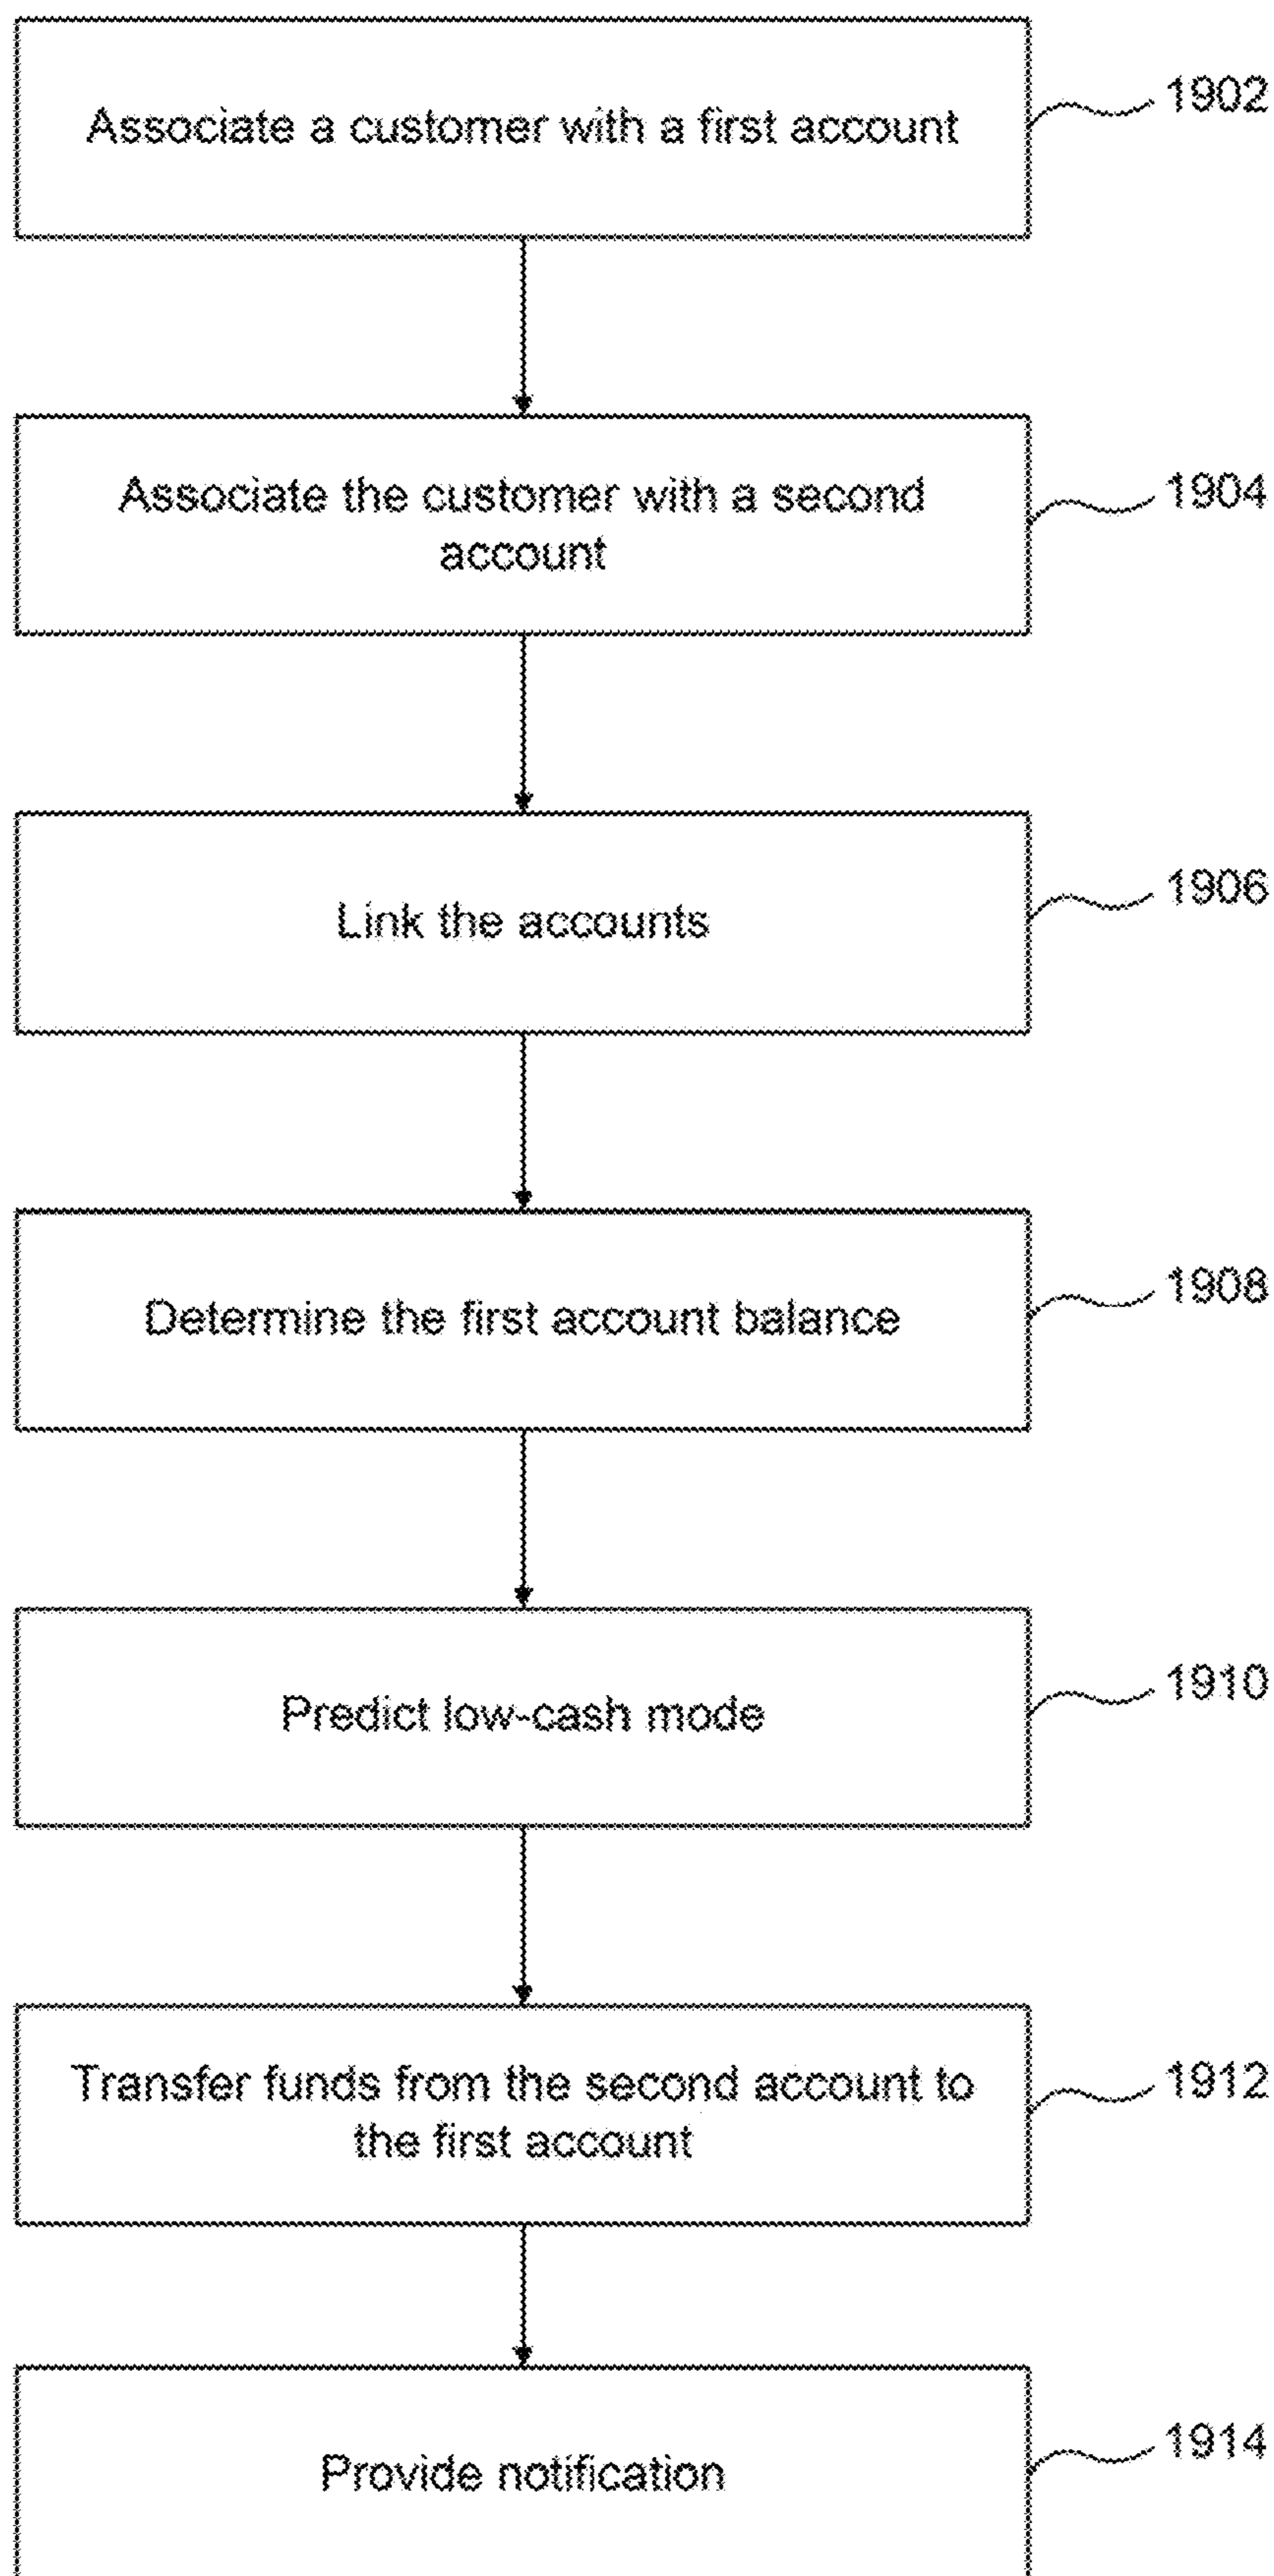 Associate a customer with a first account
1902
Associate the customer with a second
account
1904
Link the accounts
1906
Determine the first account balance
1908
Predict low-cash mode
1910
Transfer funds from the second account to
the first account
1912
Provide notification
1914